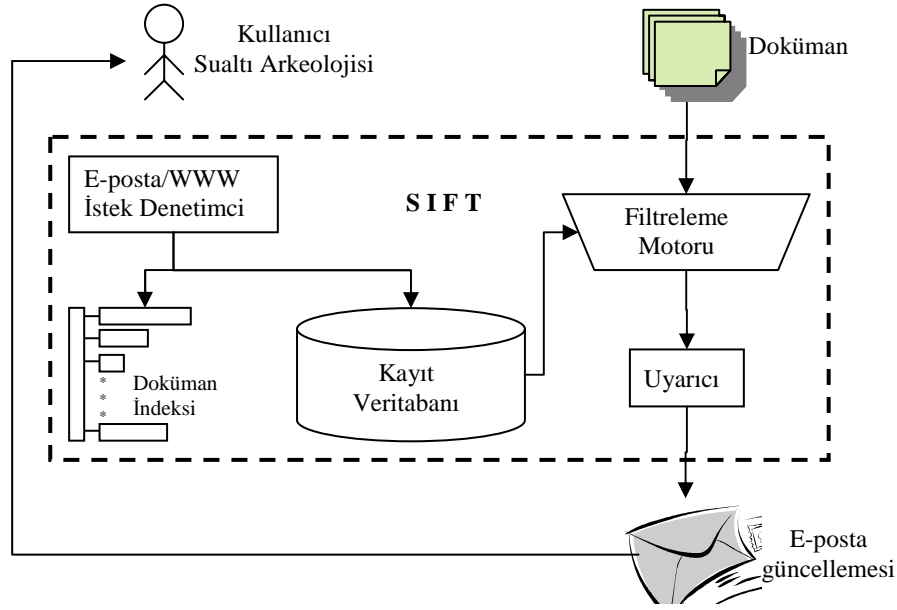 Kullanıcı
Sualtı Arkeolojisi
Doküman
E-posta/WWW
İstek Denetimci
S I F T
Filtreleme
Motoru
Doküman
İndeksi
*
*
*
Kayıt
Veritabanı
Uyarıcı
E-posta
güncellemesi